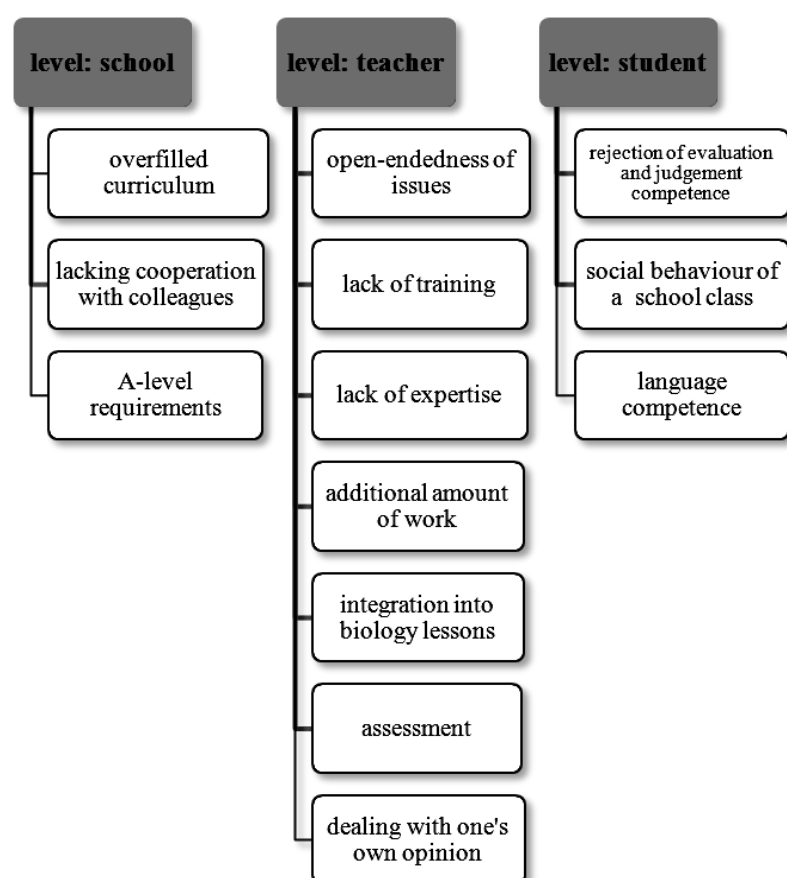 level: school
overfilled
curriculum
lacking cooperation
with colleagues
A-level
requirements
level: teacher
open-endedness of
issues
lack of training
lack of expertise
additional amount
of work
integration into
biology lessons
assessment
dealing with one's
own opinion
level: student
rejection of evaluation
and judgement
competence
social behaviour of
a school class
language
competence